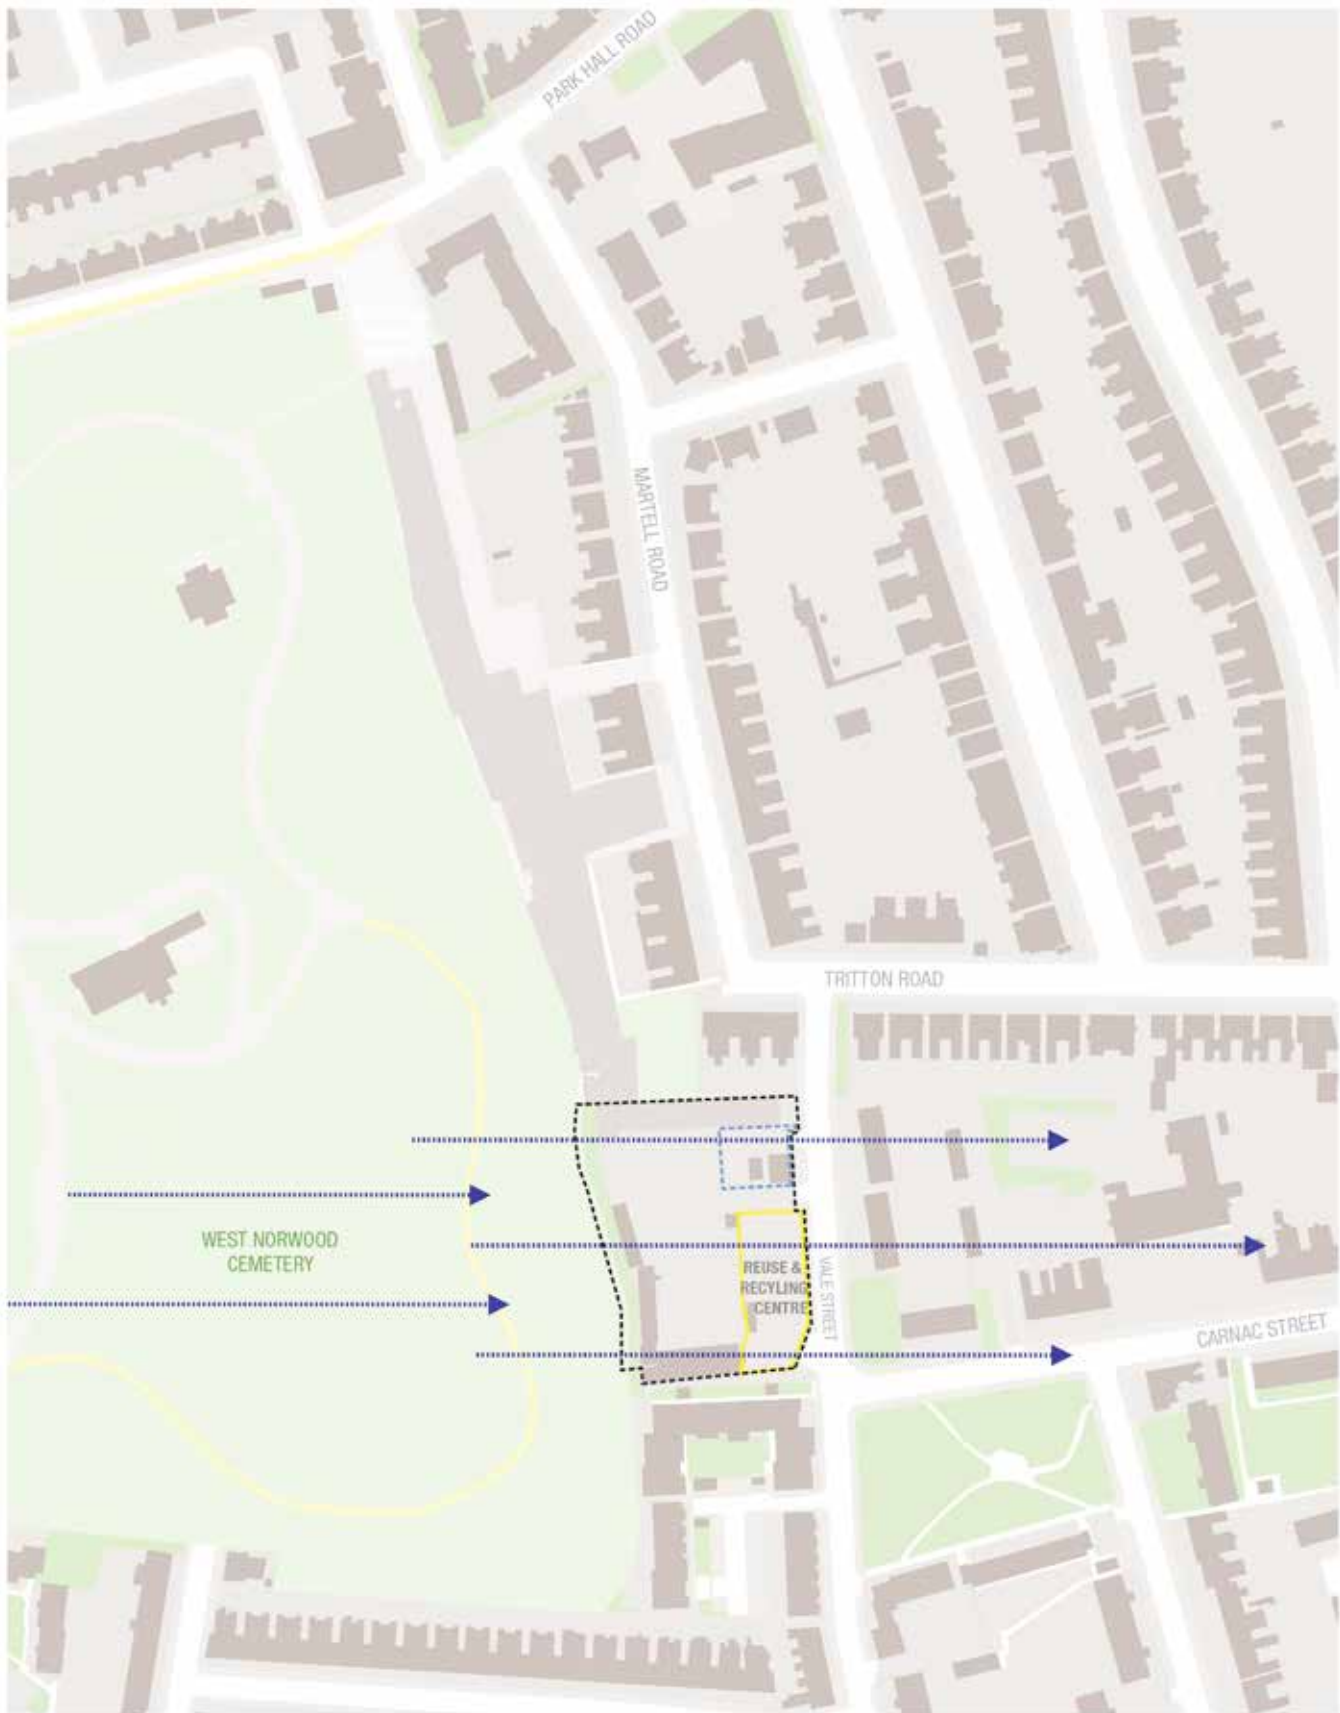 PARK HALL ROAD
MARTELL ROAD
TRITTON ROAD
WEST NORWOOD
CEMETERY
REUSE &
RECYLING
CENTRE
VALE STREET
CARNAC STREET